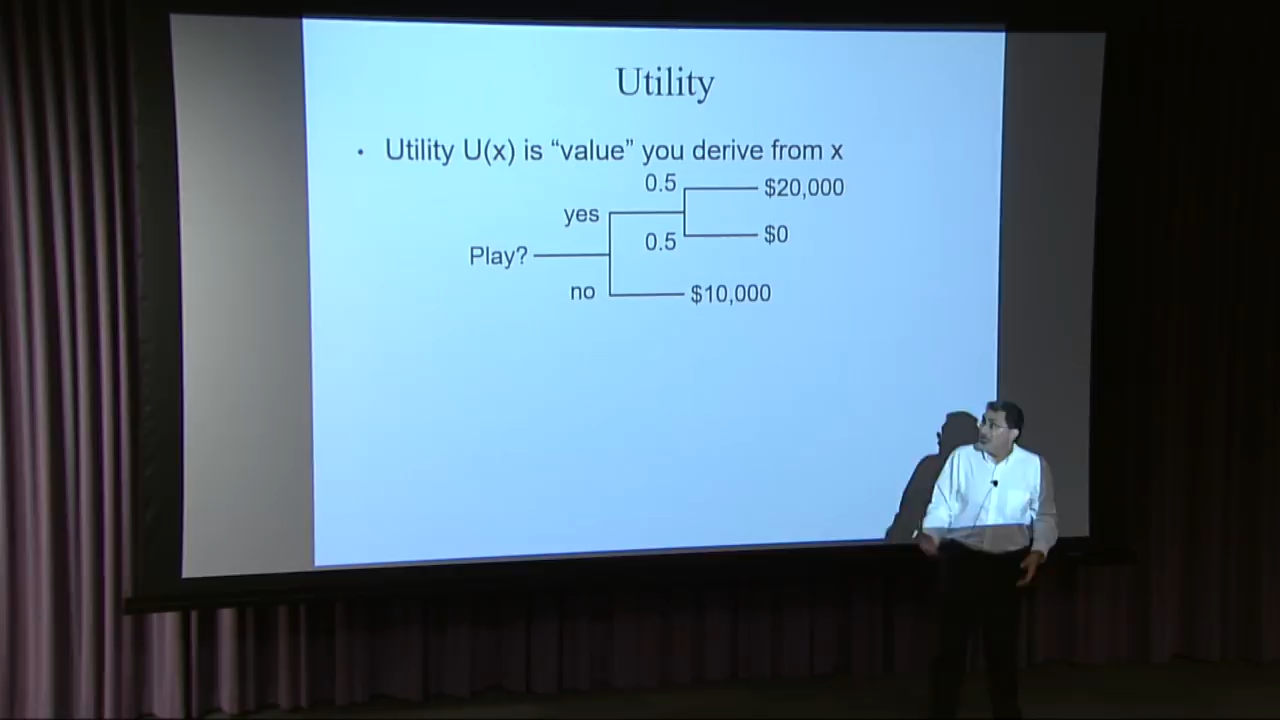 Utility
• Utility U(x) is “value” you derive from x
0.5 $20,000
yes
0.5 $0
Play?
no $10,000